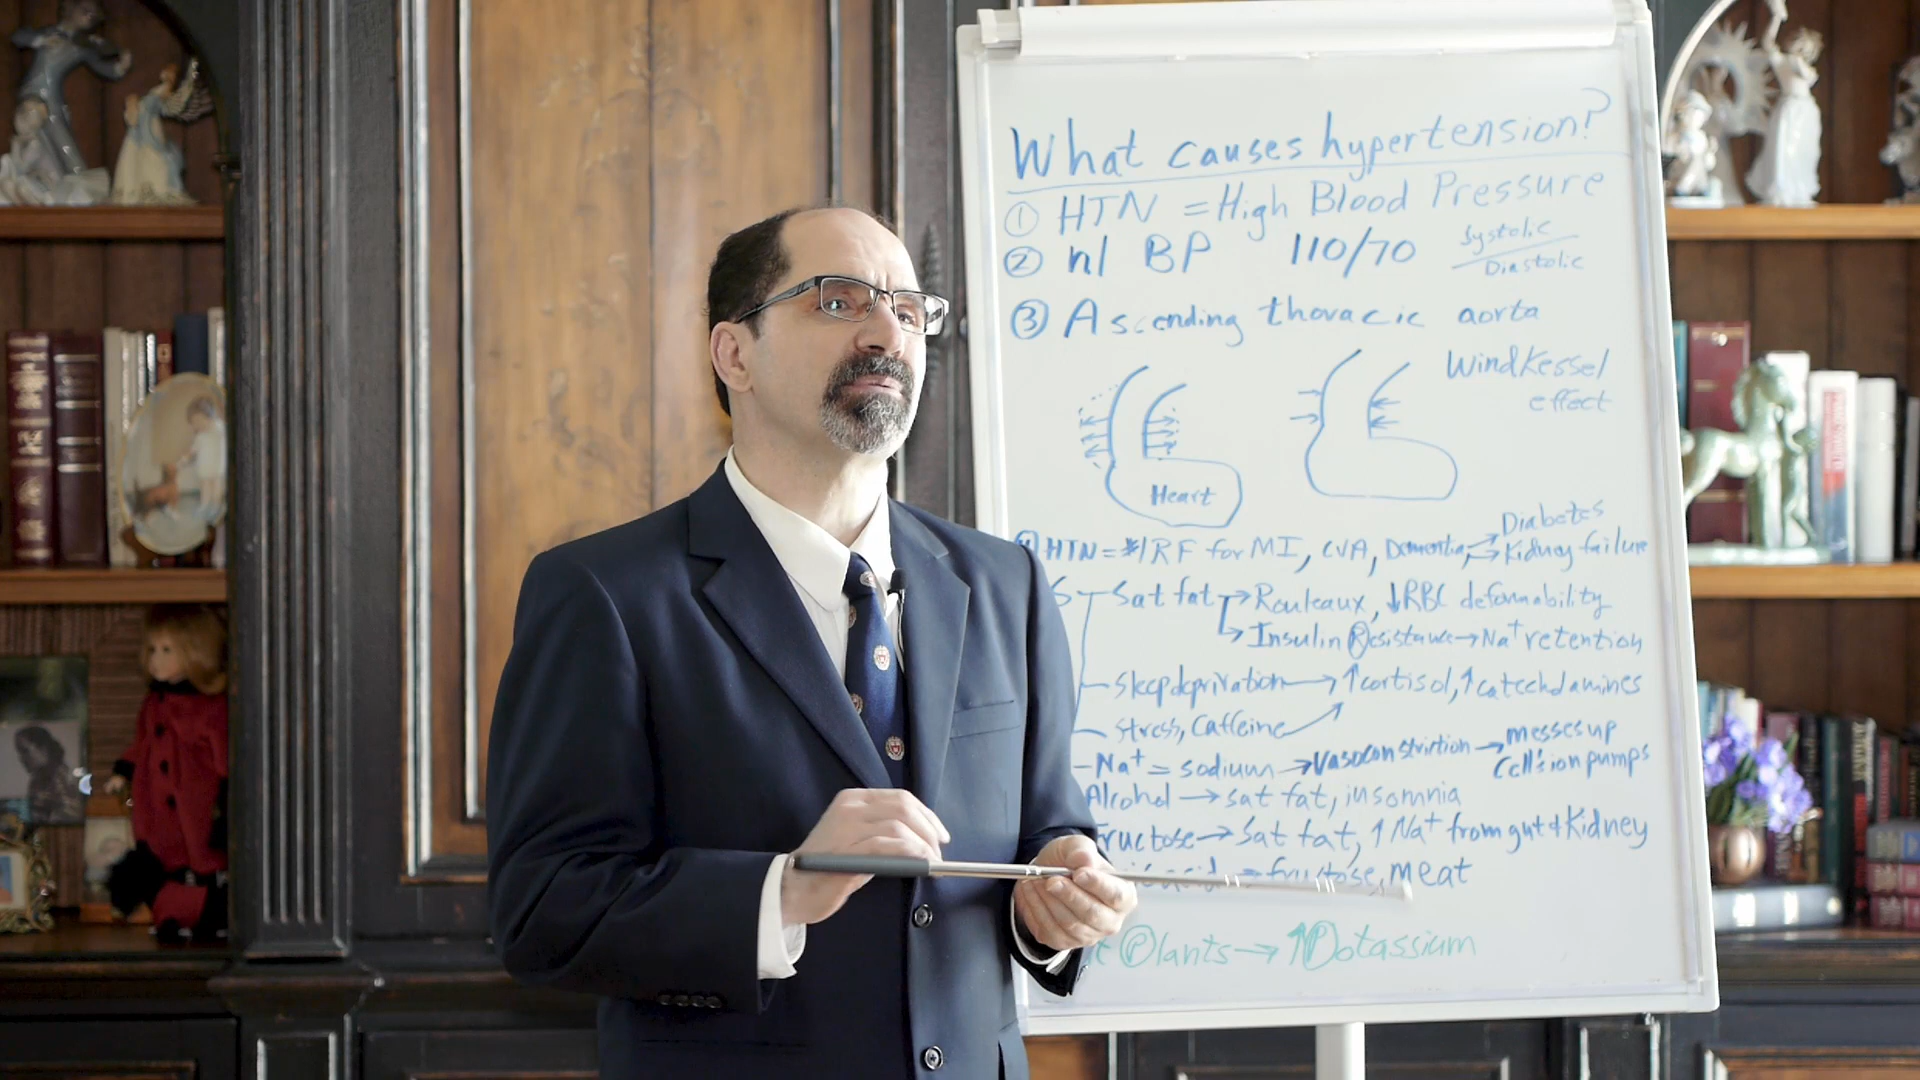 What causes hypertension?
① HTN = High Blood Pressure
② nl BP 110/70 Systolic
Diastolic
③ Ascending thoracic aorta
Windkessel
effect
Heart
Diabetes
HTN = #1 RF for MI, CVA, Dementia, → Kidney failure
Sat fat → Rouleaux, ↓RBC deformability
→ Insulin Resistance → Na⁺ retention
- Sleep deprivation → ↑cortisol, ↑catecholamines
- Stress, Caffeine
- Na⁺ = sodium → Vasoconstriction → messes up
Cell's ion pumps
Alcohol → sat fat, insomnia
ructose → sat fat, ↑Na⁺ from gut + Kidney
acid → fructose, meat
Plants → ↑Potassium